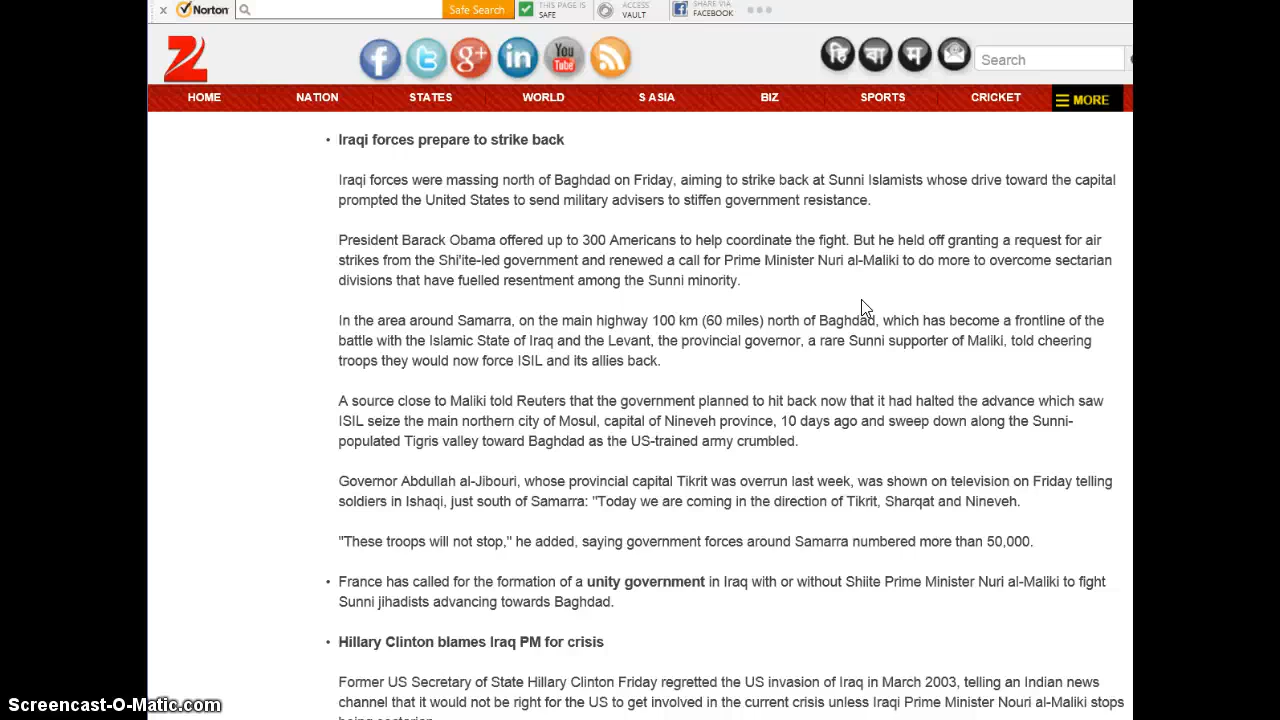 Norton
Safe Search
THIS PAGE IS
SAFE
ACCESS
VAULT
SHARE VIA
FACEBOOK
You
Tube
हि
বা
म
Search
HOME
NATION
STATES
WORLD
S ASIA
BIZ
SPORTS
CRICKET
MORE
• Iraqi forces prepare to strike back
Iraqi forces were massing north of Baghdad on Friday, aiming to strike back at Sunni Islamists whose drive toward the capital
prompted the United States to send military advisers to stiffen government resistance.
President Barack Obama offered up to 300 Americans to help coordinate the fight. But he held off granting a request for air
strikes from the Shi'ite-led government and renewed a call for Prime Minister Nuri al-Maliki to do more to overcome sectarian
divisions that have fuelled resentment among the Sunni minority.
In the area around Samarra, on the main highway 100 km (60 miles) north of Baghdad, which has become a frontline of the
battle with the Islamic State of Iraq and the Levant, the provincial governor, a rare Sunni supporter of Maliki, told cheering
troops they would now force ISIL and its allies back.
A source close to Maliki told Reuters that the government planned to hit back now that it had halted the advance which saw
ISIL seize the main northern city of Mosul, capital of Nineveh province, 10 days ago and sweep down along the Sunni-
populated Tigris valley toward Baghdad as the US-trained army crumbled.
Governor Abdullah al-Jibouri, whose provincial capital Tikrit was overrun last week, was shown on television on Friday telling
soldiers in Ishaqi, just south of Samarra: "Today we are coming in the direction of Tikrit, Sharqat and Nineveh.
"These troops will not stop," he added, saying government forces around Samarra numbered more than 50,000.
• France has called for the formation of a unity government in Iraq with or without Shiite Prime Minister Nuri al-Maliki to fight
Sunni jihadists advancing towards Baghdad.
• Hillary Clinton blames Iraq PM for crisis
Former US Secretary of State Hillary Clinton Friday regretted the US invasion of Iraq in March 2003, telling an Indian news
channel that it would not be right for the US to get involved in the current crisis unless Iraqi Prime Minister Nouri al-Maliki stops
being sectarian.
Screencast-O-Matic.com